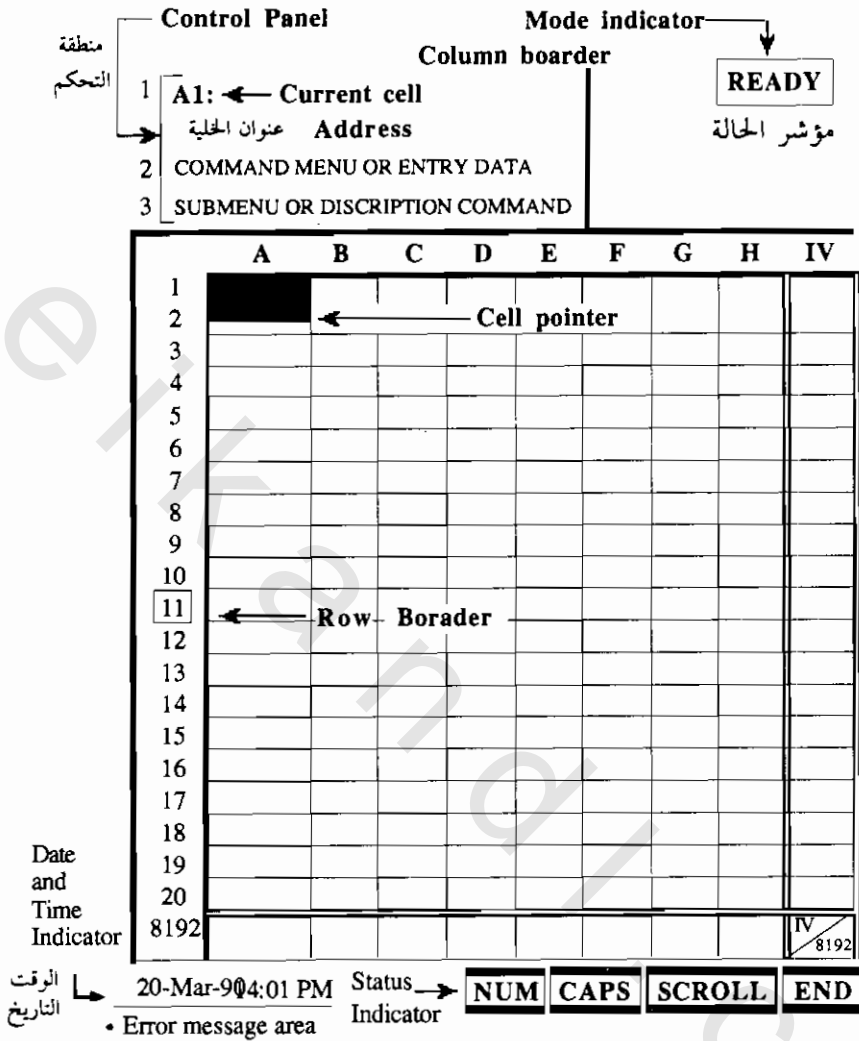 Control Panel
Mode indicator
منطقة
التحكم
Column boarder
READY
1 A1: Current cell
عنوان الخلية Address
مؤشر الحالة
2 COMMAND MENU OR ENTRY DATA
3 SUBMENU OR DISCRIPTION COMMAND
A B C D E F G H IV
1
2 Cell pointer
3
4
5
6
7
8
9
10
11 Row Borader
12
13
14
15
16
17
18
19
20
Date
and
Time
Indicator
8192
IV
8192
الوقت
التاريخ
20-Mar-90 04:01 PM
Status
Indicator
NUM CAPS SCROLL END
• Error message area
eikandl.c